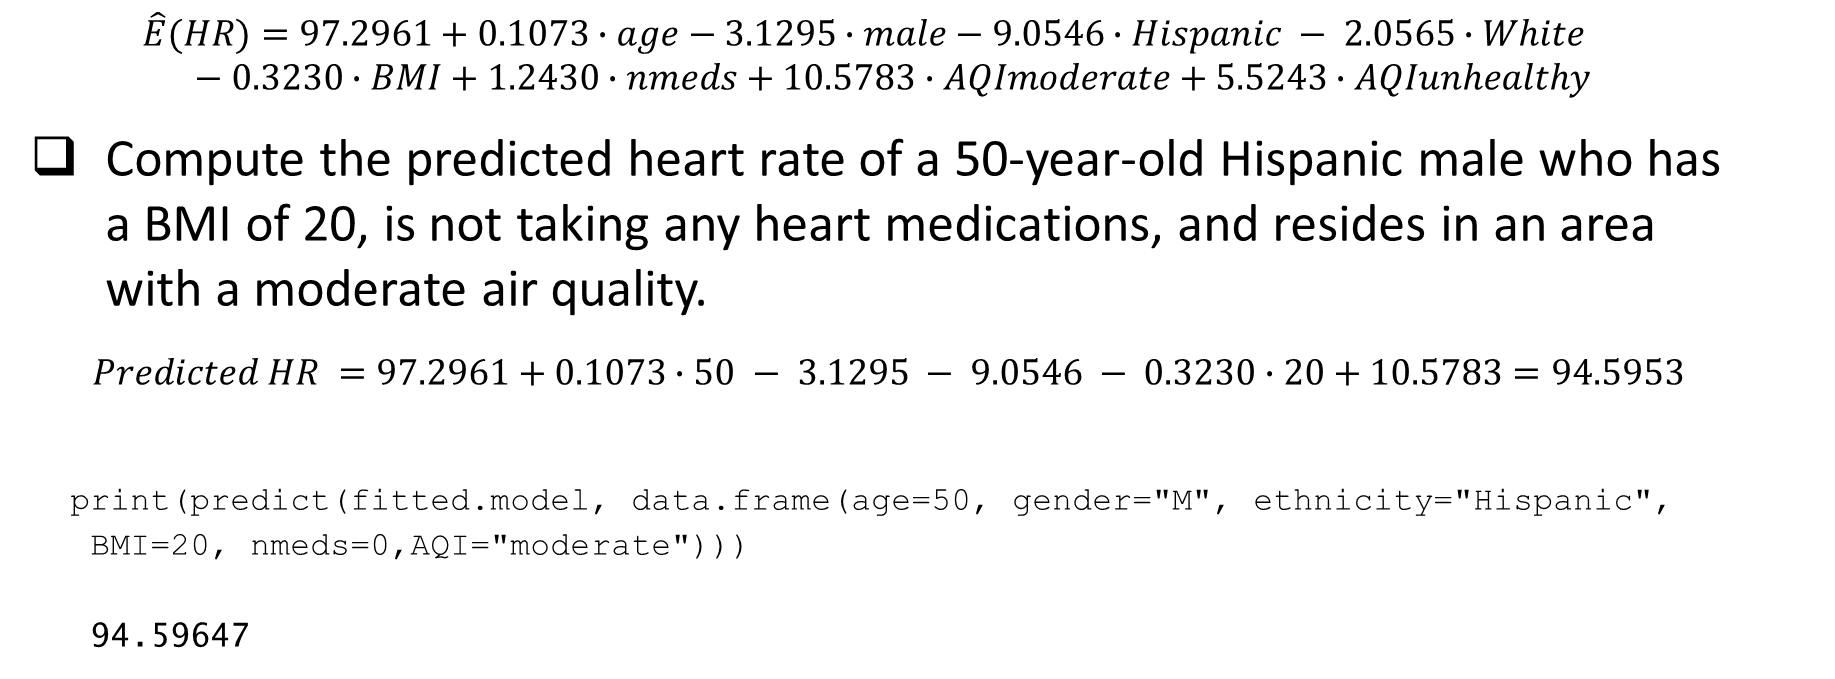 Ê(HR) = 97.2961 + 0.1073 · age − 3.1295 · male − 9.0546 · Hispanic − 2.0565 · White
− 0.3230 · BMI + 1.2430 · nmeds + 10.5783 · AQImoderate + 5.5243 · AQIunhealthy
❑ Compute the predicted heart rate of a 50-year-old Hispanic male who has
a BMI of 20, is not taking any heart medications, and resides in an area
with a moderate air quality.
Predicted HR = 97.2961 + 0.1073 · 50 − 3.1295 − 9.0546 − 0.3230 · 20 + 10.5783 = 94.5953
print(predict(fitted.model, data.frame(age=50, gender="M", ethnicity="Hispanic",
BMI=20, nmeds=0,AQI="moderate")))
94.59647